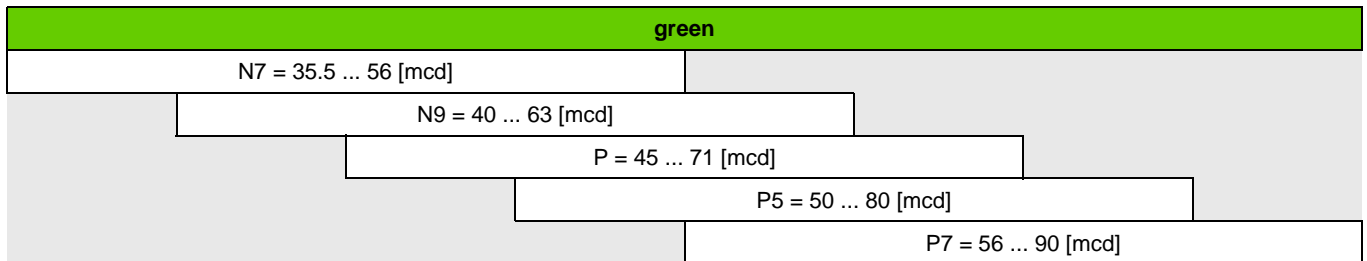 green
N7 = 35.5 ... 56 [mcd]
N9 = 40 ... 63 [mcd]
P = 45 ... 71 [mcd]
P5 = 50 ... 80 [mcd]
P7 = 56 ... 90 [mcd]